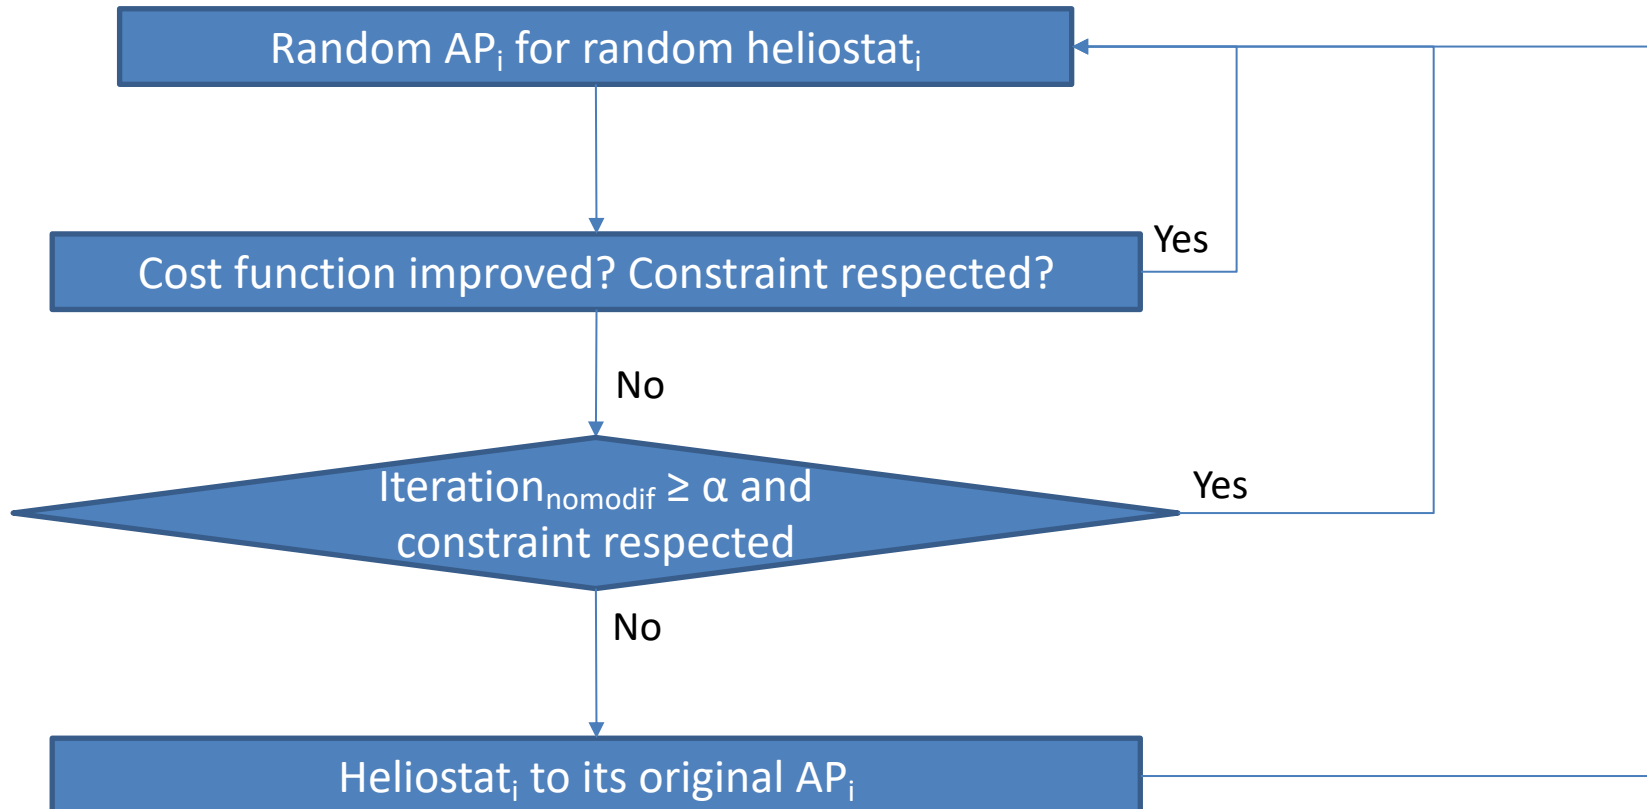 Random APi for random heliostati
Yes
Cost function improved? Constraint respected?
No
Iterationnomodif ≥ α and
constraint respected
Yes
No
Heliostati to its original APi